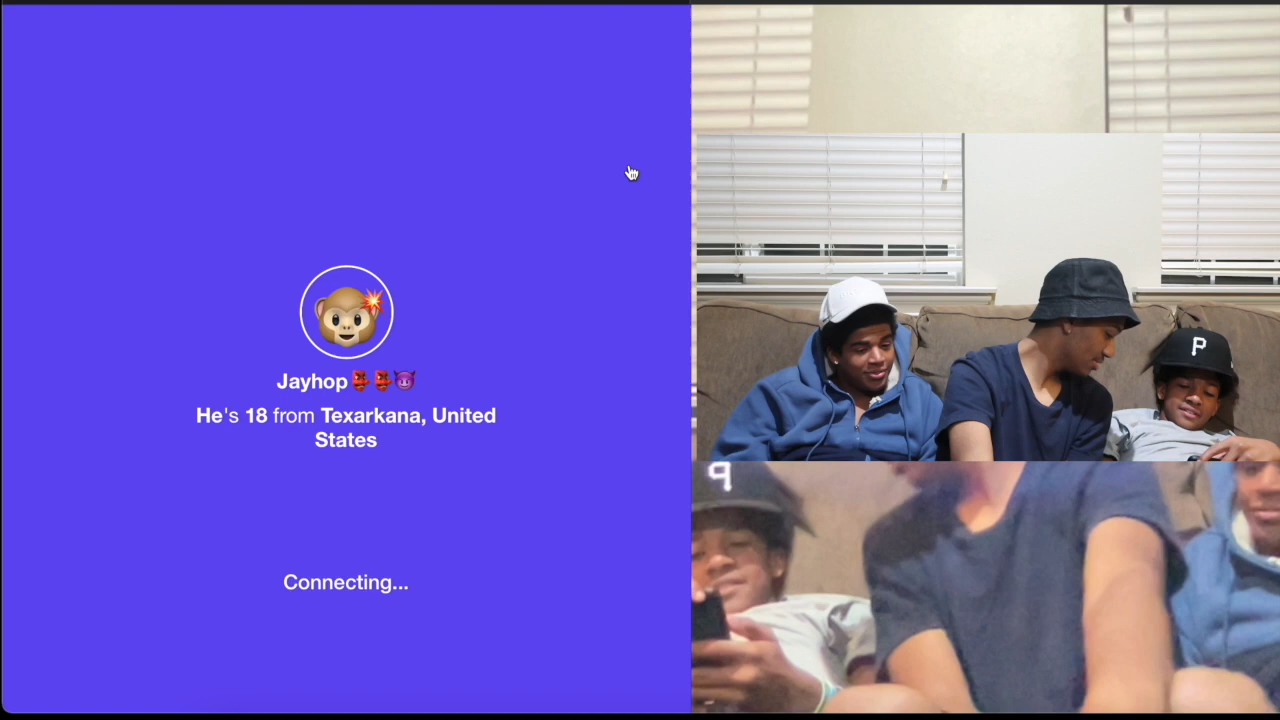 Jayhop👺👺😈
He's 18 from Texarkana, United
States
Connecting...
P
P